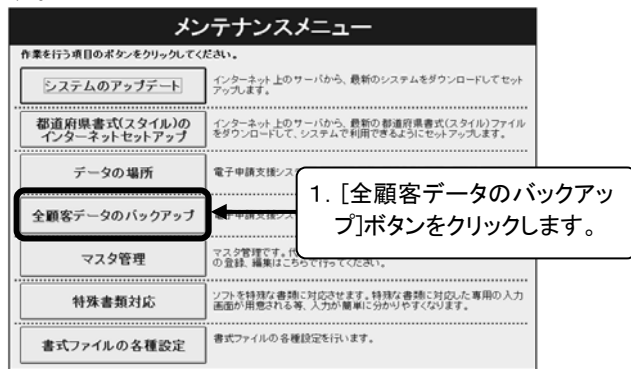 メンテナンスメニュー
作業を行う項目のボタンをクリックしてください。
システムのアップデート
インターネット上のサーバから、最新のシステムをダウンロードしてセット
アップします。
都道府県書式(スタイル)の
インターネットセットアップ
インターネット上のサーバから、最新の都道府県書式(スタイル)ファイル
をダウンロードして、システムで利用できるようにセットアップします。
データの場所
電子申請支援シス
全顧客データのバックアップ
電子申請支援シス
1. [全顧客データのバックアッ
プ]ボタンをクリックします。
マスタ管理
マスタ管理です。代
の登録、編集はこちらで行ってください。
特殊書類対応
ソフトを特殊な書類に対応させます。特殊な書類に対応した専用の入力
画面が用意される等、入力が簡単に分かりやすくなります。
書式ファイルの各種設定
書式ファイルの各種設定を行います。